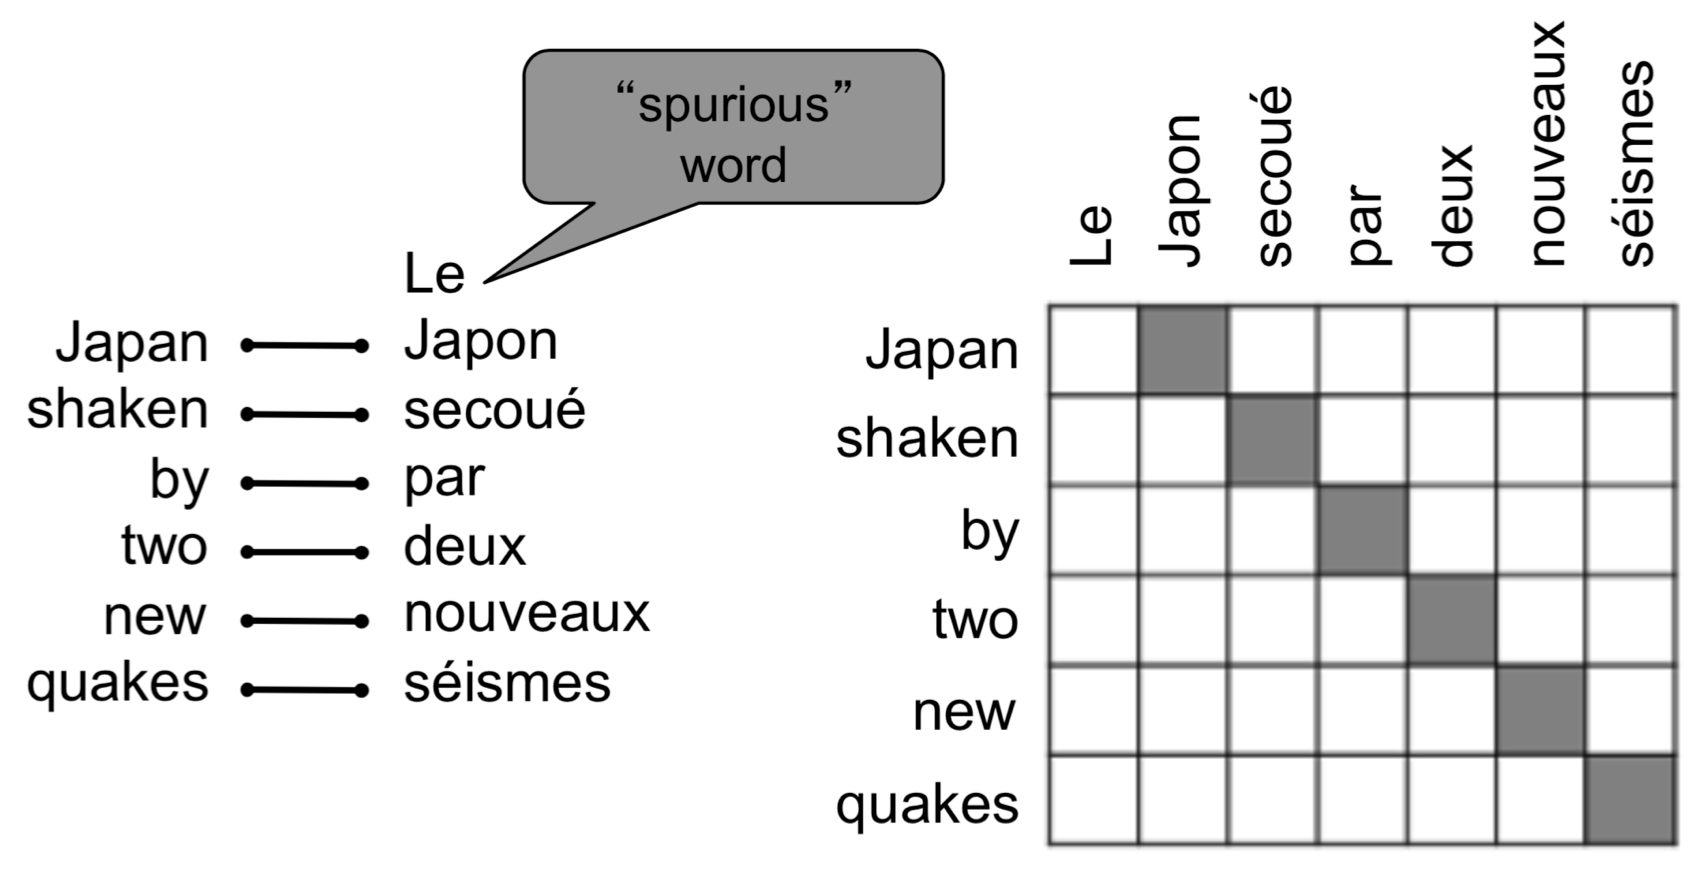 “spurious”
word
Le
Japan Japon
shaken secoué
by par
two deux
new nouveaux
quakes séismes
Le Japon secoué par deux nouveaux séismes
Japan
shaken
by
two
new
quakes